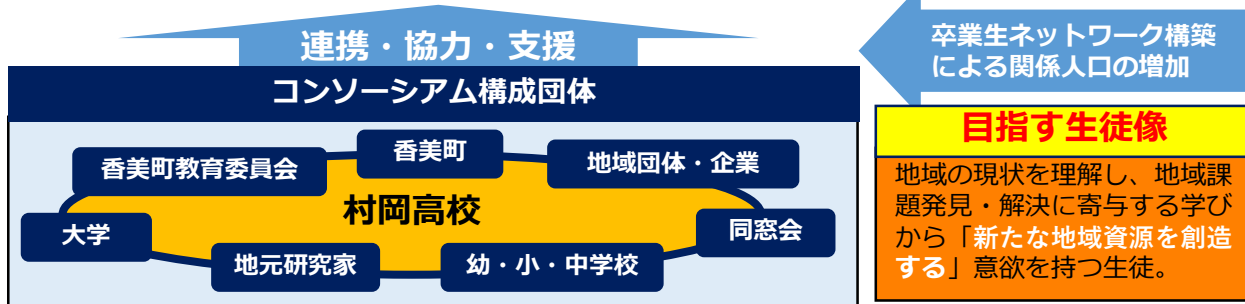 連携・協力・支援
コンソーシアム構成団体
香美町教育委員会
香美町
地域団体・企業
大学
村岡高校
同窓会
地元研究家
幼・小・中学校
卒業生ネットワーク構築
による関係人口の増加
目指す生徒像
地域の現状を理解し、地域課
題発見・解決に寄与する学び
から「新たな地域資源を創造
する」意欲を持つ生徒。